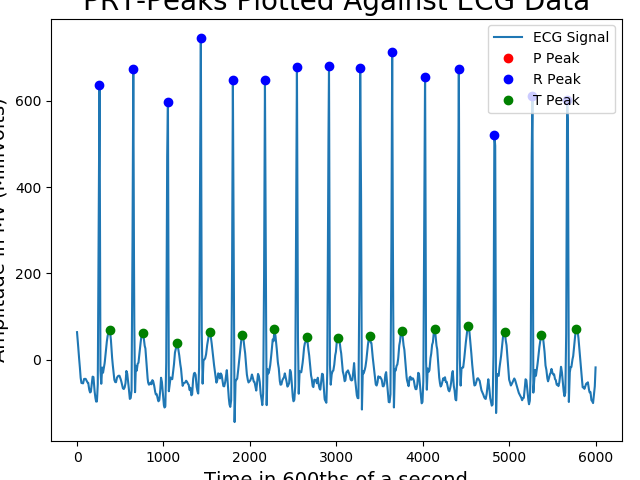 PRT-Peaks Plotted Against ECG Data
ECG Signal
P Peak
R Peak
T Peak
Amplitude in MV (Millivolts)
600
400
200
0
0
1000
2000
3000
4000
5000
6000
Time in 600ths of a second